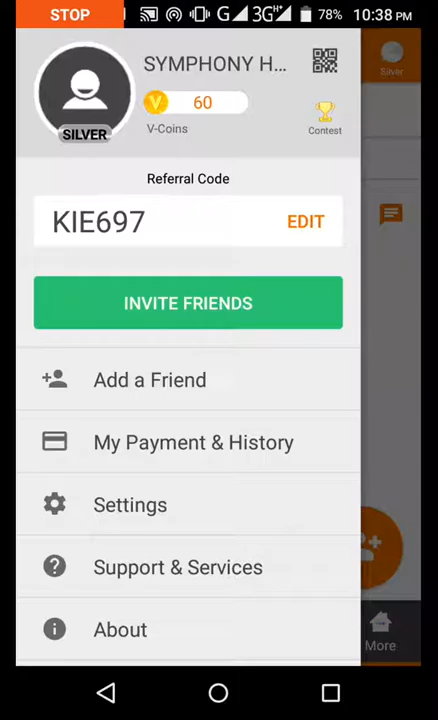 STOP
G 3G 78% 10:38 PM
SYMPHONY H...
SILVER
V 60
V-Coins
Contest
Silver
Referral Code
KIE697 EDIT
INVITE FRIENDS
Add a Friend
My Payment & History
Settings
Support & Services
About
More